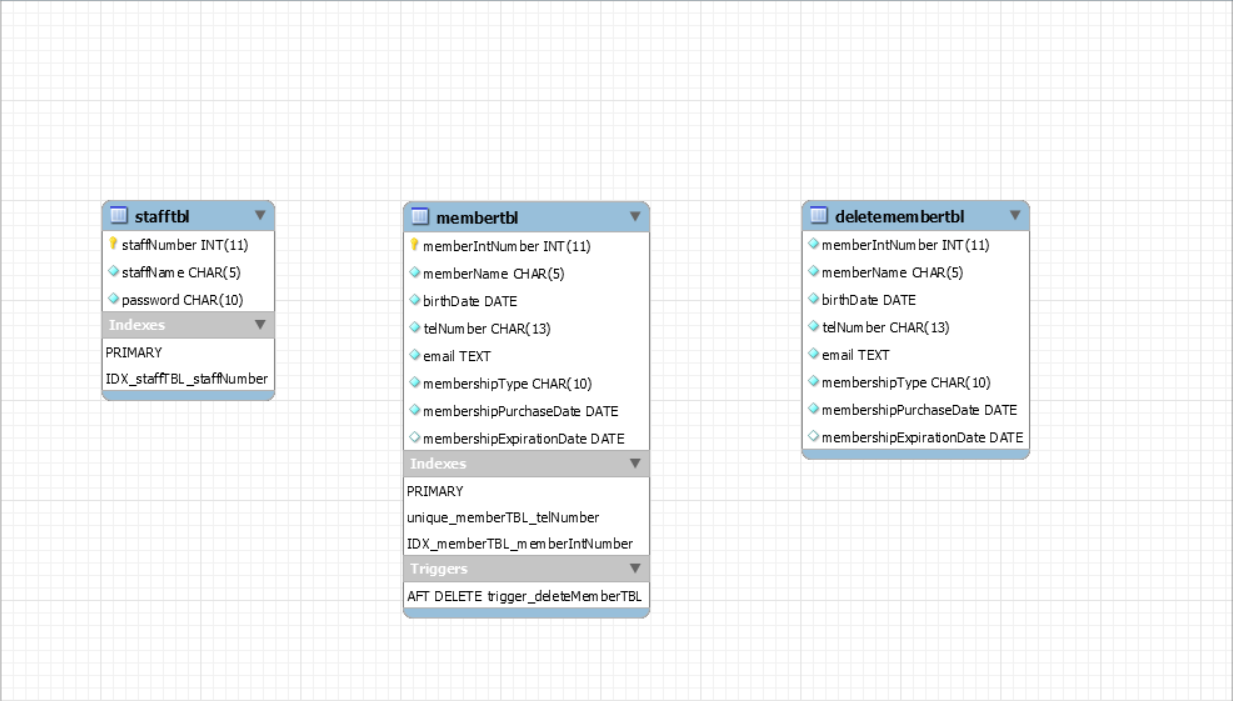 stafftbl
staffNumber INT(11)
staffName CHAR(5)
password CHAR(10)
Indexes
PRIMARY
IDX_staffTBL_staffNumber
membertbl
memberIntNumber INT(11)
memberName CHAR(5)
birthDate DATE
telNumber CHAR(13)
email TEXT
membershipType CHAR(10)
membershipPurchaseDate DATE
membershipExpirationDate DATE
Indexes
PRIMARY
unique_memberTBL_telNumber
IDX_memberTBL_memberIntNumber
Triggers
AFT DELETE trigger_deleteMemberTBL
deletemembertbl
memberIntNumber INT(11)
memberName CHAR(5)
birthDate DATE
telNumber CHAR(13)
email TEXT
membershipType CHAR(10)
membershipPurchaseDate DATE
membershipExpirationDate DATE